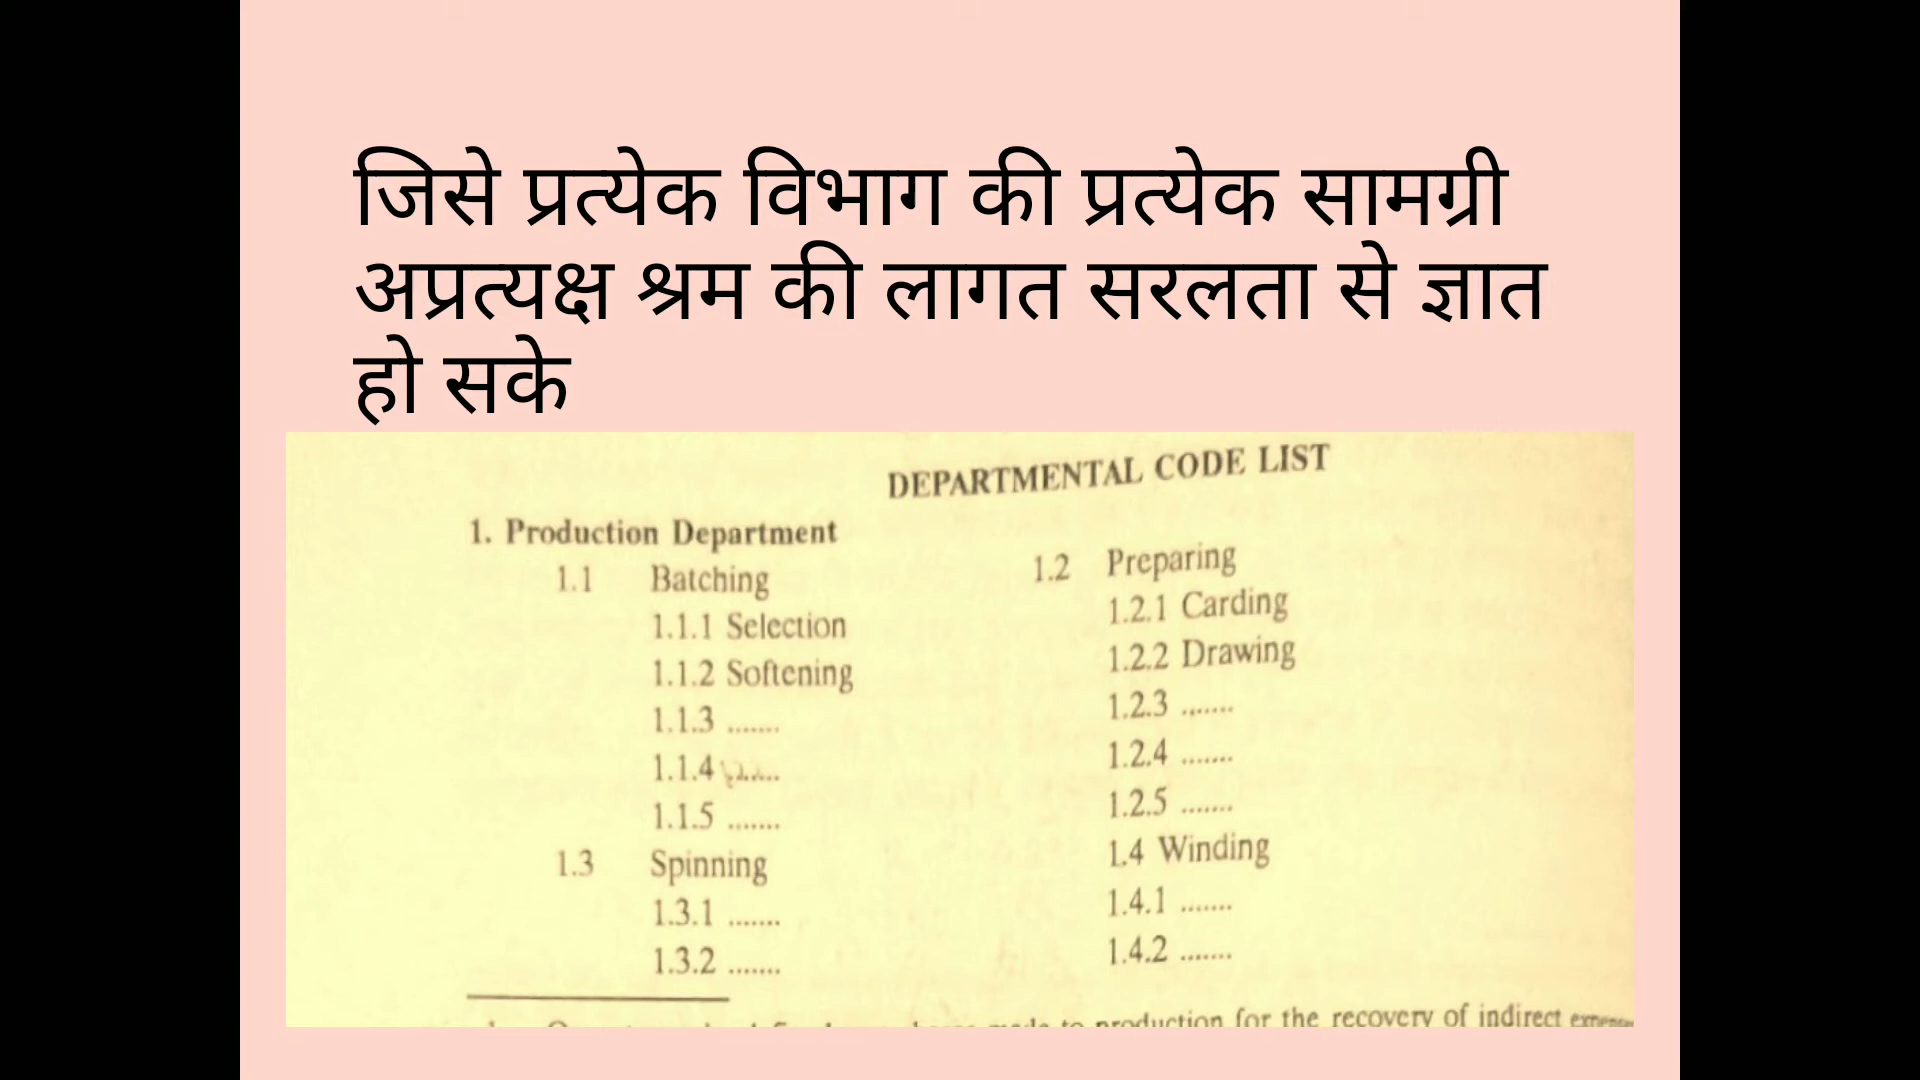 जिसे प्रत्येक विभाग की प्रत्येक सामग्री
अप्रत्यक्ष श्रम की लागत सरलता से ज्ञात
हो सके
DEPARTMENTAL CODE LIST
1. Production Department
1.1 Batching
1.1.1 Selection
1.1.2 Softening
1.1.3 .......
1.1.4 .......
1.1.5 .......
1.3 Spinning
1.3.1 .......
1.3.2 .......
1.2 Preparing
1.2.1 Carding
1.2.2 Drawing
1.2.3 .......
1.2.4 .......
1.2.5 .......
1.4 Winding
1.4.1 .......
1.4.2 .......
made to production for the recovery of indirect